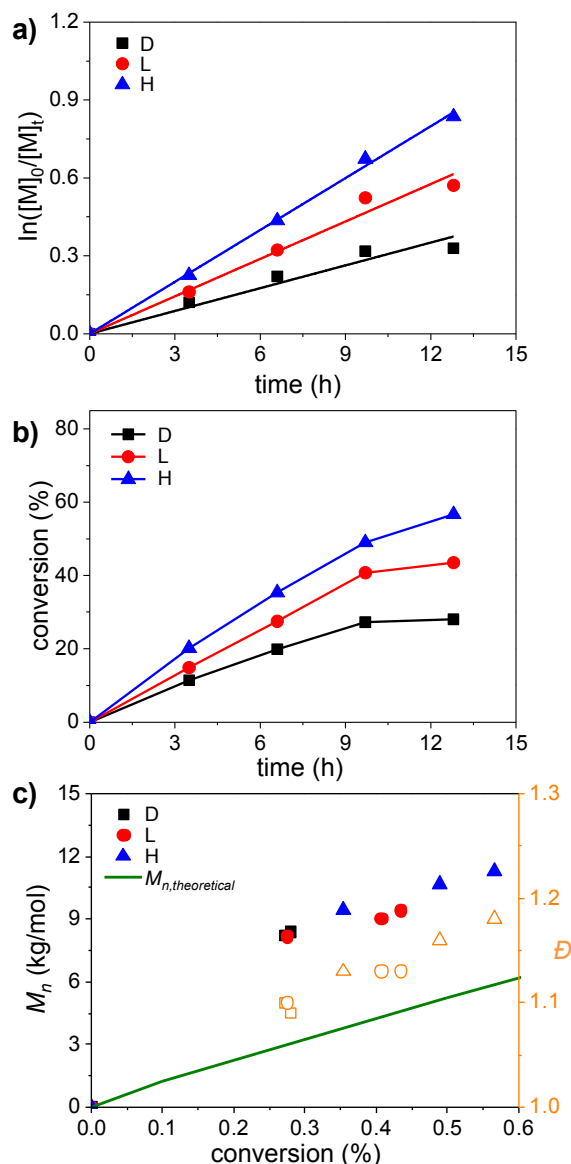 a)
1.2
0.9
0.6
0.3
0.0
ln([M]0/[M]t)
D
L
H
0 3 6 9 12 15
time (h)
b)
80
60
40
20
0
conversion (%)
D
L
H
0 3 6 9 12 15
time (h)
c)
15
12
9
6
3
0
Mn (kg/mol)
D
L
H
Mn,theoretical
1.3
1.2
1.1
1.0
Đ
0.0 0.1 0.2 0.3 0.4 0.5 0.6
conversion (%)